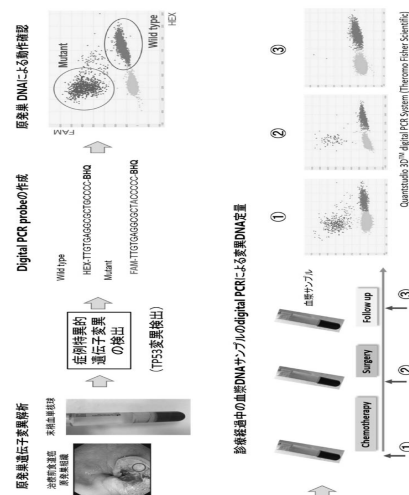 原発巣遺伝子変異解析
治療前食道癌
原発巣組織
末梢血単核球
症例特異的
遺伝子変異
の検出
(TP53変異検出)
Digital PCR probeの作成
Wild type
HEX-TTGTGAGGCGCTGCCCC-BHQ
Mutant
FAM-TTGTGAGGCGCTACCCCC-BHQ
原発巣 DNAによる動作確認
FAM
Mutant
Wild type
HEX
診療経過中の血漿DNAサンプルのdigital PCRによる変異DNA定量
血漿サンプル
Chemotherapy
Surgery
Follow up
①
②
③
①
②
③
Quantstudio 3D™ digital PCR System (Theromo Fisher Scientific)